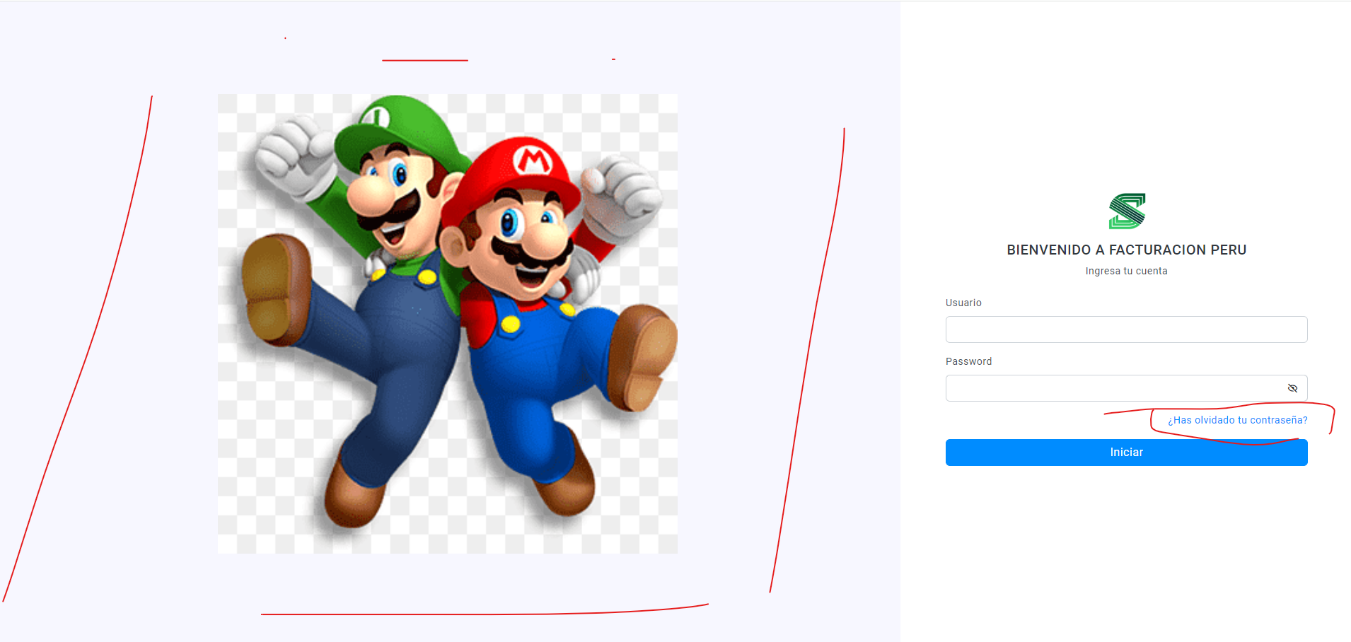 L
M
BIENVENIDO A FACTURACION PERU
Ingresa tu cuenta
Usuario
Password
¿Has olvidado tu contraseña?
Iniciar